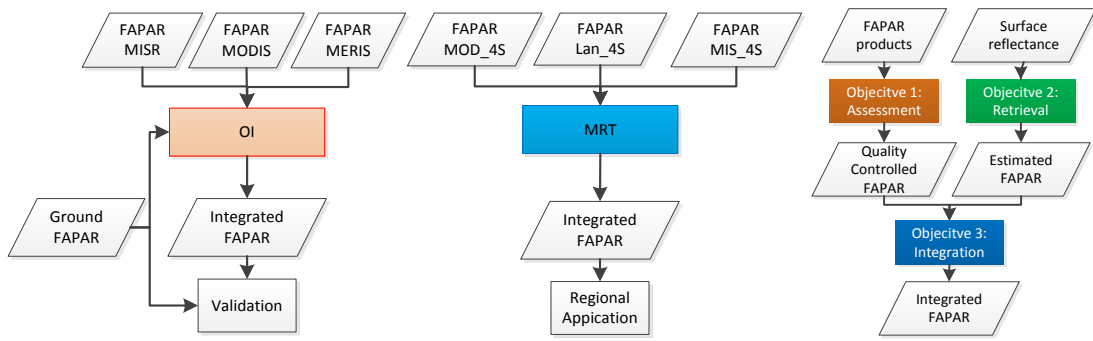 FAPAR
MISR
FAPAR
MODIS
FAPAR
MERIS
OI
Ground
FAPAR
Integrated
FAPAR
Validation
FAPAR
MOD_4S
FAPAR
Lan_4S
FAPAR
MIS_4S
MRT
Integrated
FAPAR
Regional
Appication
FAPAR
products
Surface
reflectance
Objecitve 1:
Assessment
Objecitve 2:
Retrieval
Quality
Controlled
FAPAR
Estimated
FAPAR
Objecitve 3:
Integration
Integrated
FAPAR